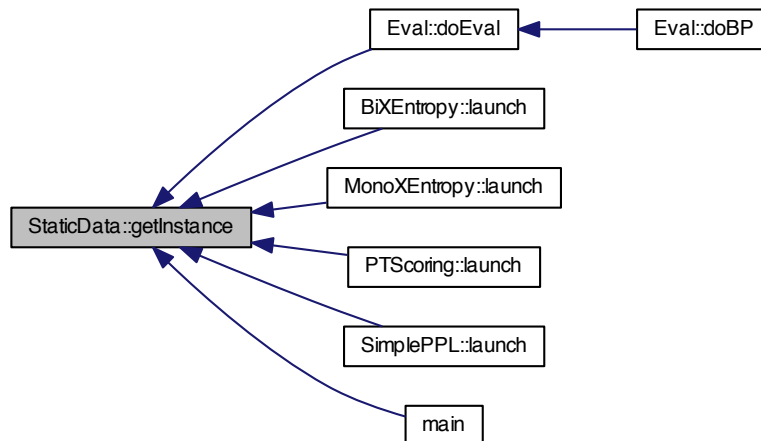 Eval::doEval
Eval::doBP
BiXEntropy::launch
MonoXEntropy::launch
StaticData::getInstance
PTScoring::launch
SimplePPL::launch
main